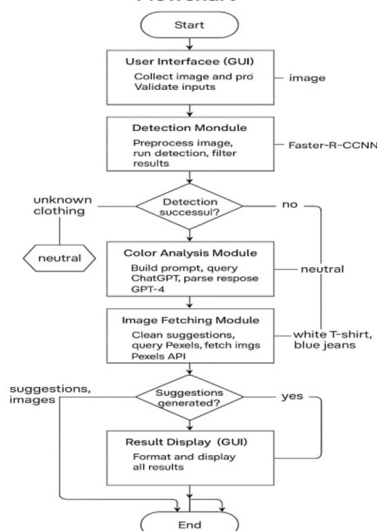 Start
User Interfacee (GUI)
Collect image and pro
Validate inputs
image
Detection Mondule
Preprocess image,
run detection, filter
results
Faster-R-CCNN
unknown
clothing
Detection
successul?
no
neutral
Color Analysis Module
Build prompt, query
ChatGPT, parse respose
GPT-4
neutral
Image Fetching Module
Clean suggestions,
query Pexels, fetch imgs
Pexels API
white T-shirt,
blue jeans
suggestions,
images
Suggestions
generated?
yes
Result Display (GUI)
Format and display
all results
End